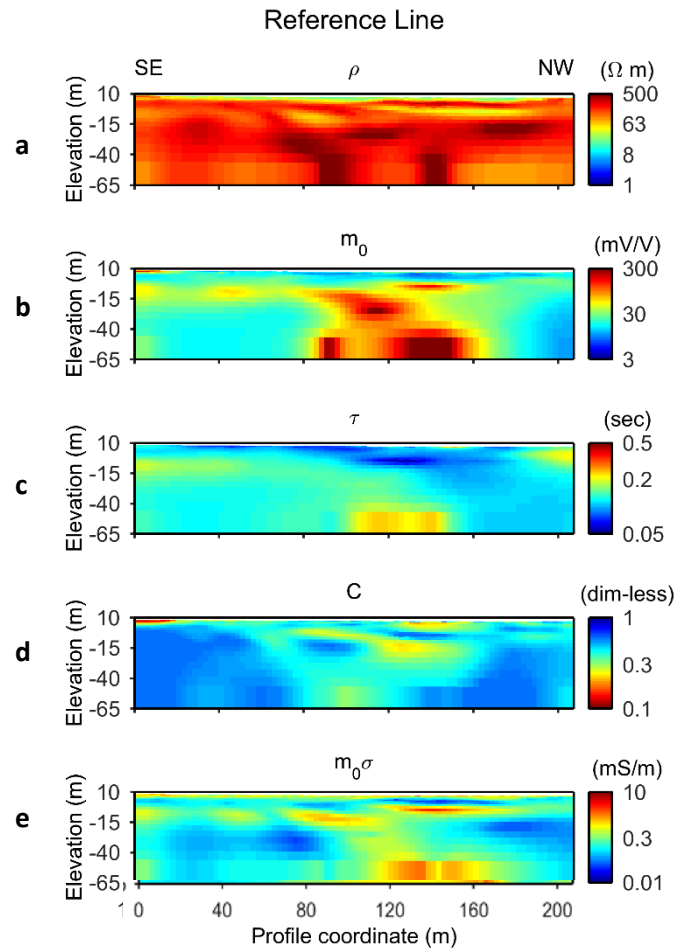 Reference Line
SE ρ NW (Ω m)
a
Elevation (m)
10
-15
-40
-65
500
63
8
1
m0 (mV/V)
b
Elevation (m)
10
-15
-40
-65
300
30
3
τ (sec)
c
Elevation (m)
10
-15
-40
-65
0.5
0.2
0.05
C (dim-less)
d
Elevation (m)
10
-15
-40
-65
1
0.3
0.1
m0σ (mS/m)
e
Elevation (m)
10
-15
-40
-65
10
0.3
0.01
0 40 80 120 160 200
Profile coordinate (m)